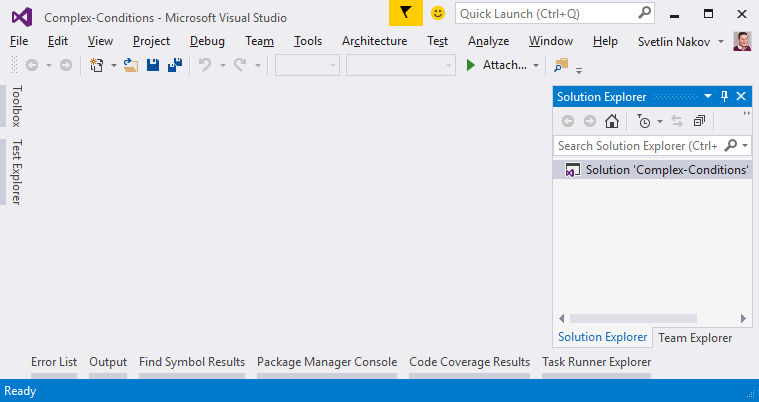 Complex-Conditions - Microsoft Visual Studio
Quick Launch (Ctrl+Q)
File Edit View Project Debug Team Tools Architecture Test Analyze Window Help Svetlin Nakov
Attach...
Toolbox
Test Explorer
Solution Explorer
Search Solution Explorer (Ctrl+
Solution 'Complex-Conditions'
Solution Explorer Team Explorer
Error List Output Find Symbol Results Package Manager Console Code Coverage Results Task Runner Explorer
Ready